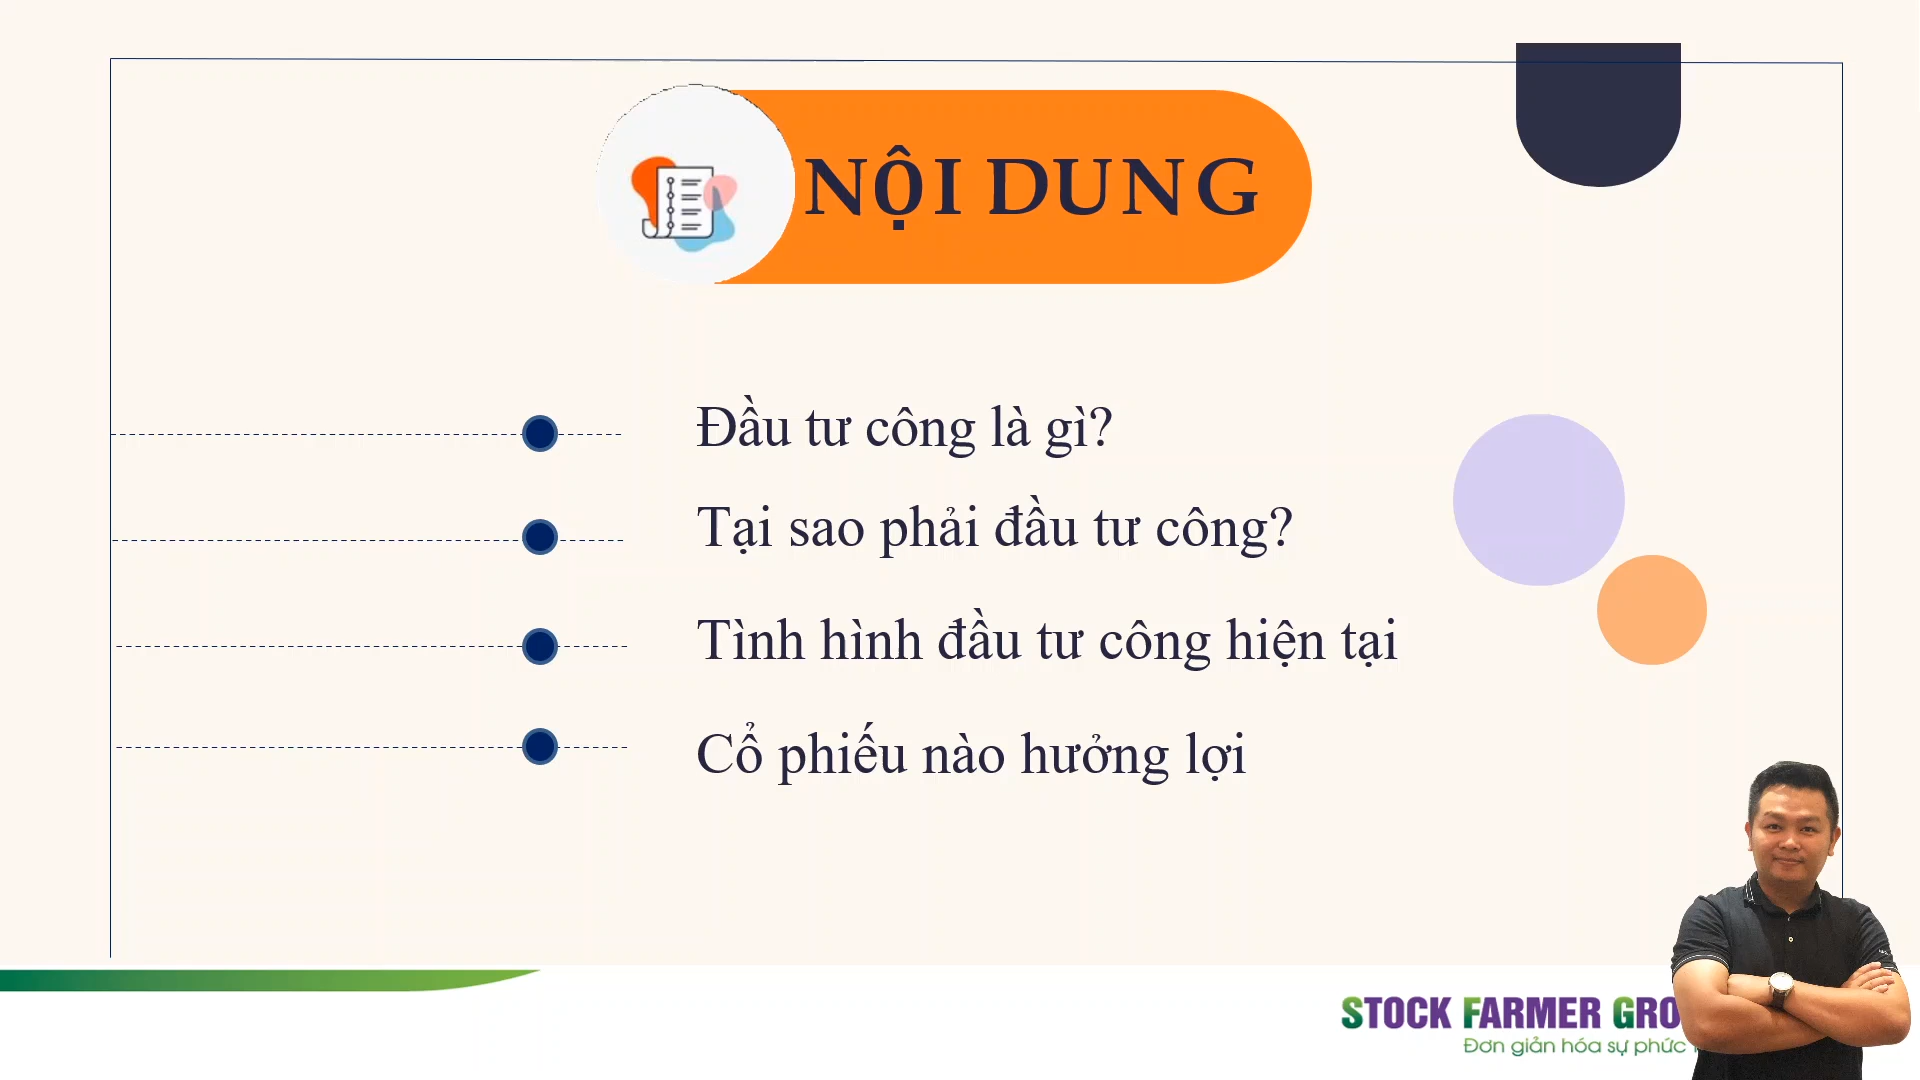 NỘI DUNG
Đầu tư công là gì?
Tại sao phải đầu tư công?
Tình hình đầu tư công hiện tại
Cổ phiếu nào hưởng lợi
STOCK FARMER GRO
Đơn giản hóa sự phức